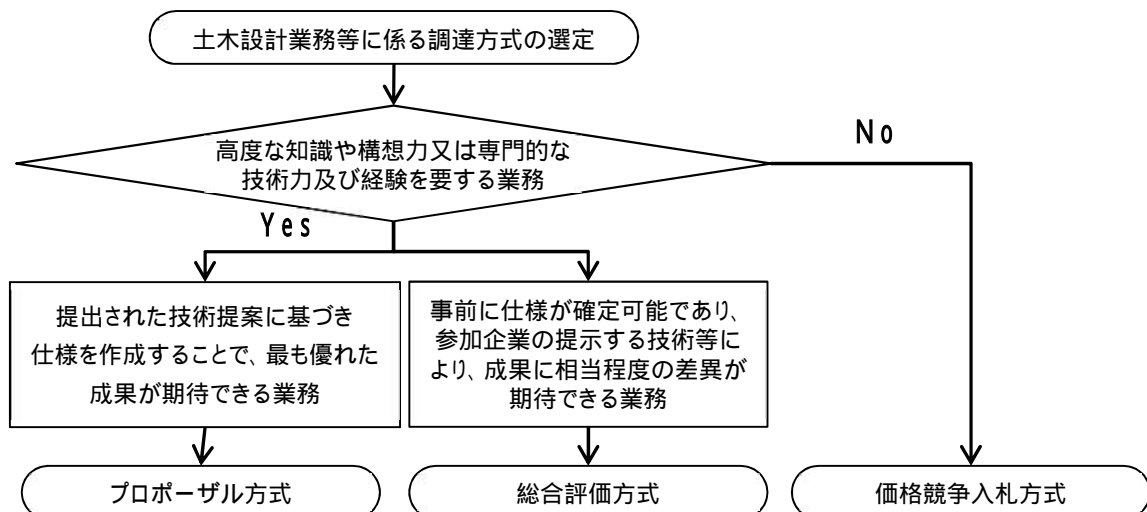 土木設計業務等に係る調達方式の選定
高度な知識や構想力又は専門的な
技術力及び経験を要する業務
No
Yes
提出された技術提案に基づき
仕様を作成することで、最も優れた
成果が期待できる業務
事前に仕様が確定可能であり、
参加企業の提示する技術等に
より、成果に相当程度の差異が
期待できる業務
プロポーザル方式
総合評価方式
価格競争入札方式